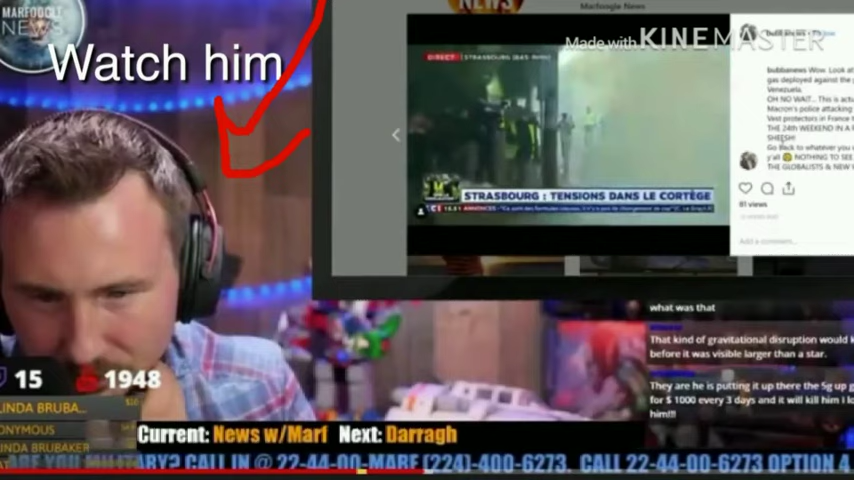 MARFOOGLE
NEWS
Watch him
NEWS
Marfoogle News
Made with KINEMASTER
DIRECT STRASBOURG
STRASBOURG : TENSIONS DANS LE CORTÈGE
bubbanews Wow. Look at
gas deployed against the
Venezuela.
OH NO WAIT... This is actu
Macron's police attacking
Vest protectors in France
THE 24th WEEKEND IN A
SHEESH!
Go Back to whatever you
y'all NOTHING TO SEE
THE GLOBALISTS & NEW
81 views
Add a comment...
what was that
That kind of gravitational disruption would
before it was visible larger than a star.
They are he is putting it up there the 5g up
for $ 1000 every 3 days and it will kill him I
him!!!
15 1948
LINDA BRUBA...
ONYMOUS
LINDA BRUBAKER
Current: News w/Marf Next: Darragh
ARE YOU MILITARY? CALL IN @ 22-44-00-MARF (224)-400-6273. CALL 22-44-00-6273 OPTION 4